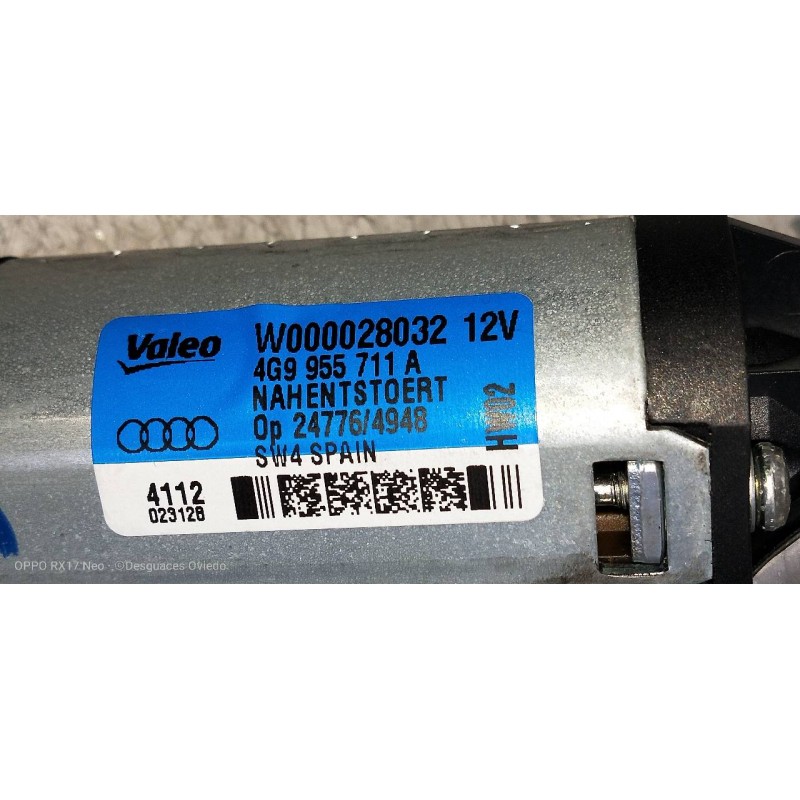 Valeo W000028032 12V
4G9 955 711 A
NAHENTSTOERT
Op 24776/4948
SW4 SPAIN
HW02
4112
023128
OPPO RX17 Neo · ©Desguaces Oviedo.